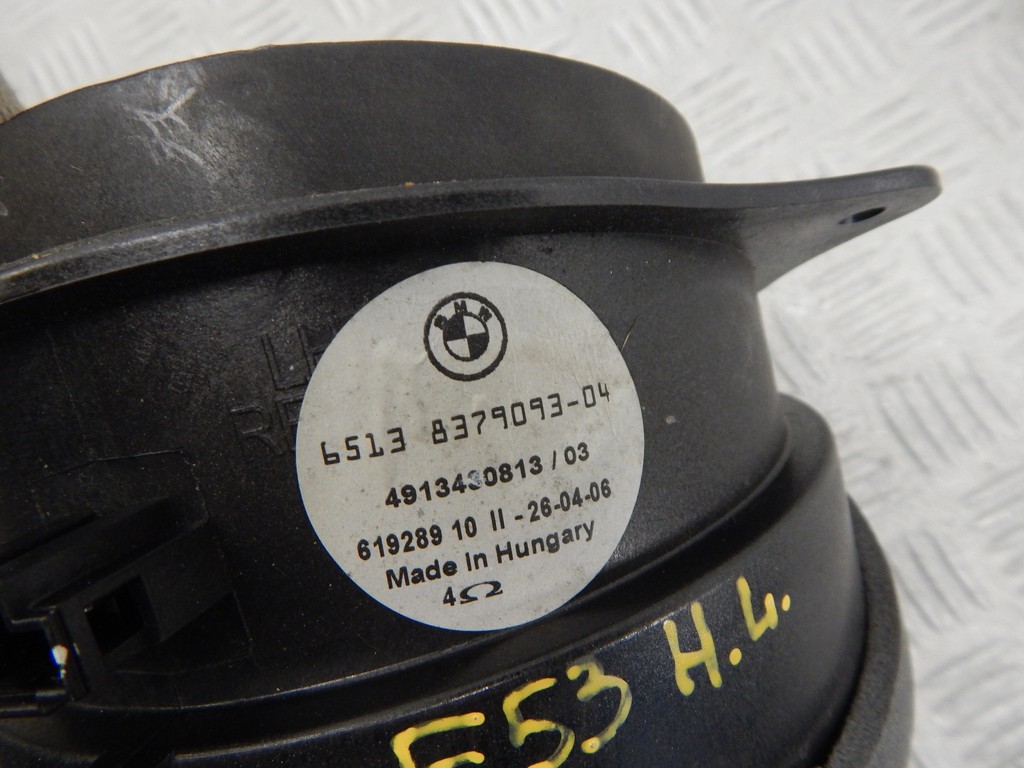 BMW
6513 8379093-04
4913430813 / 03
619289 10 II - 26-04-06
Made In Hungary
4Ω
E53 H.L.